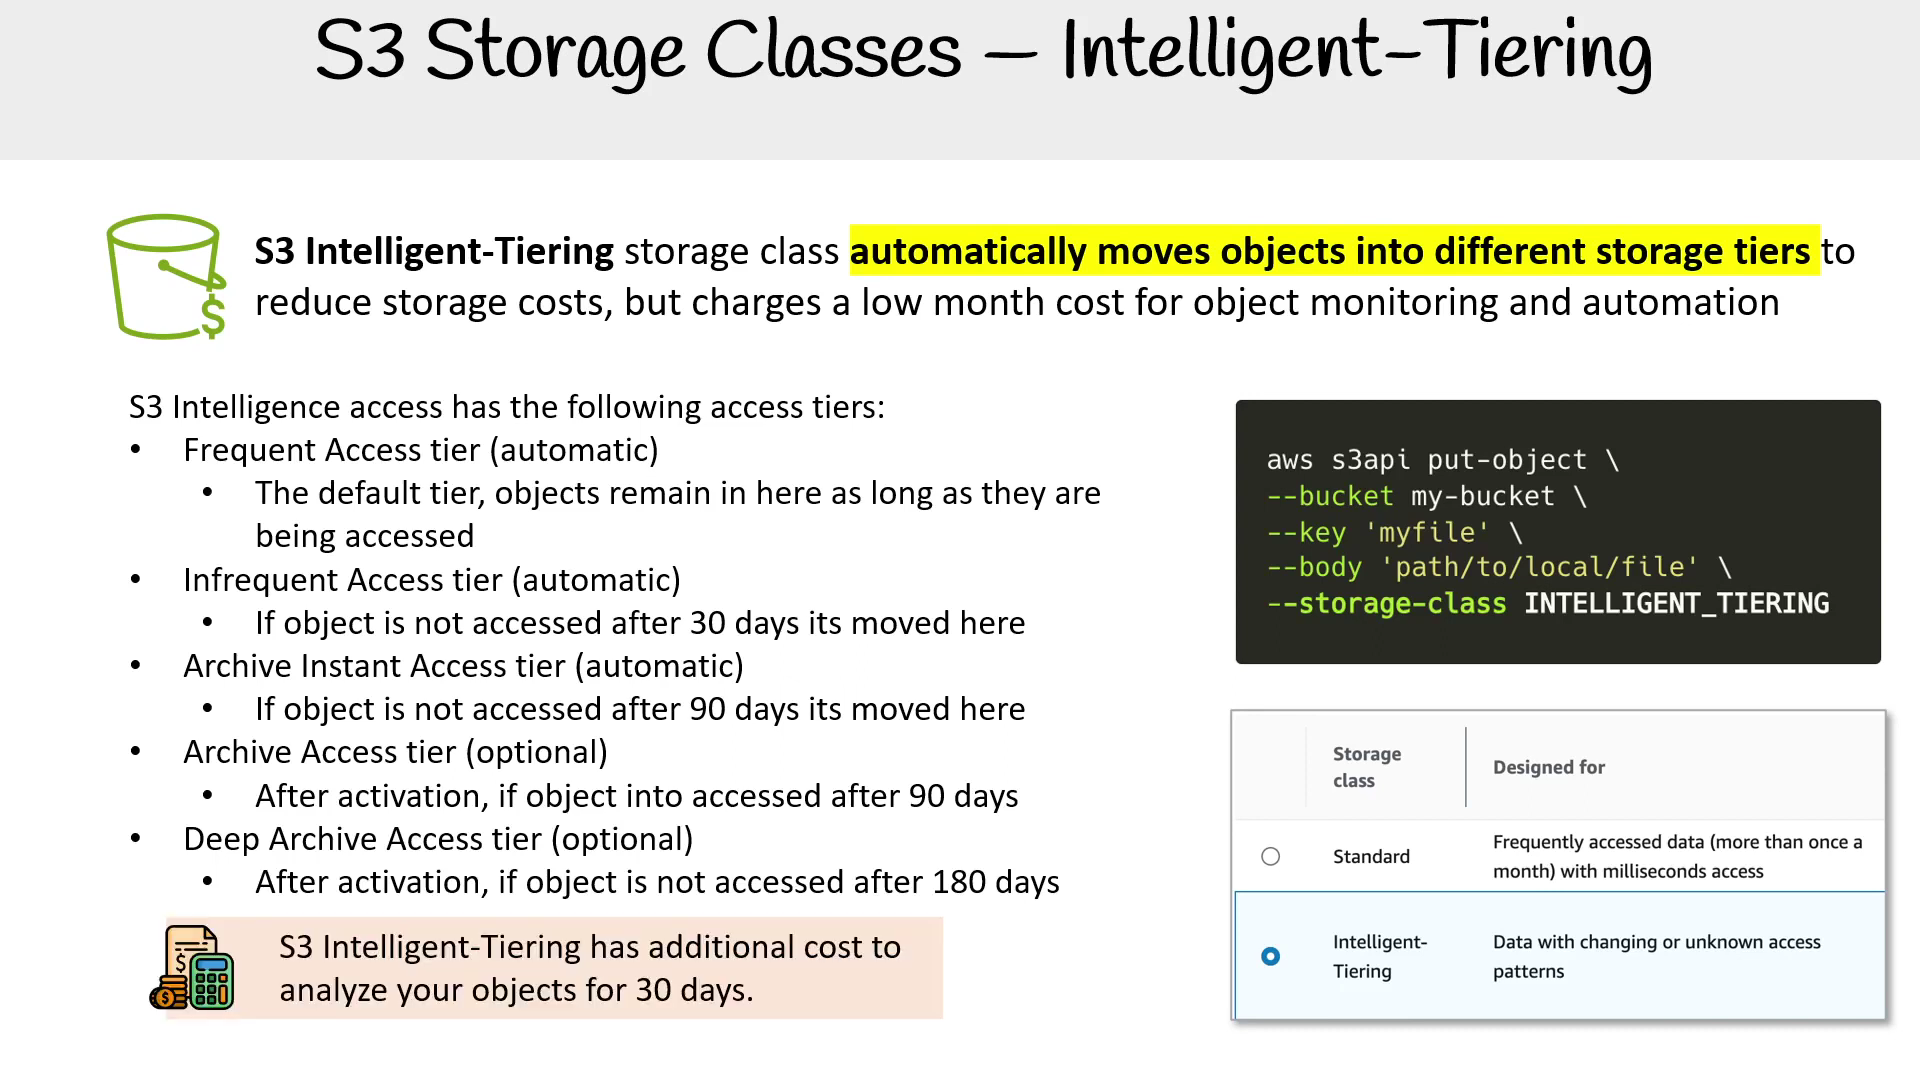 S3 Storage Classes – Intelligent-Tiering
S3 Intelligent-Tiering storage class automatically moves objects into different storage tiers to
reduce storage costs, but charges a low month cost for object monitoring and automation
S3 Intelligence access has the following access tiers:
• Frequent Access tier (automatic)
• The default tier, objects remain in here as long as they are
being accessed
• Infrequent Access tier (automatic)
• If object is not accessed after 30 days its moved here
• Archive Instant Access tier (automatic)
• If object is not accessed after 90 days its moved here
• Archive Access tier (optional)
• After activation, if object into accessed after 90 days
• Deep Archive Access tier (optional)
• After activation, if object is not accessed after 180 days
$
S3 Intelligent-Tiering has additional cost to
analyze your objects for 30 days.
aws s3api put-object \
--bucket my-bucket \
--key 'myfile' \
--body 'path/to/local/file' \
--storage-class INTELLIGENT_TIERING
Storage
class
Designed for
Standard
Frequently accessed data (more than once a
month) with milliseconds access
Intelligent-
Tiering
Data with changing or unknown access
patterns